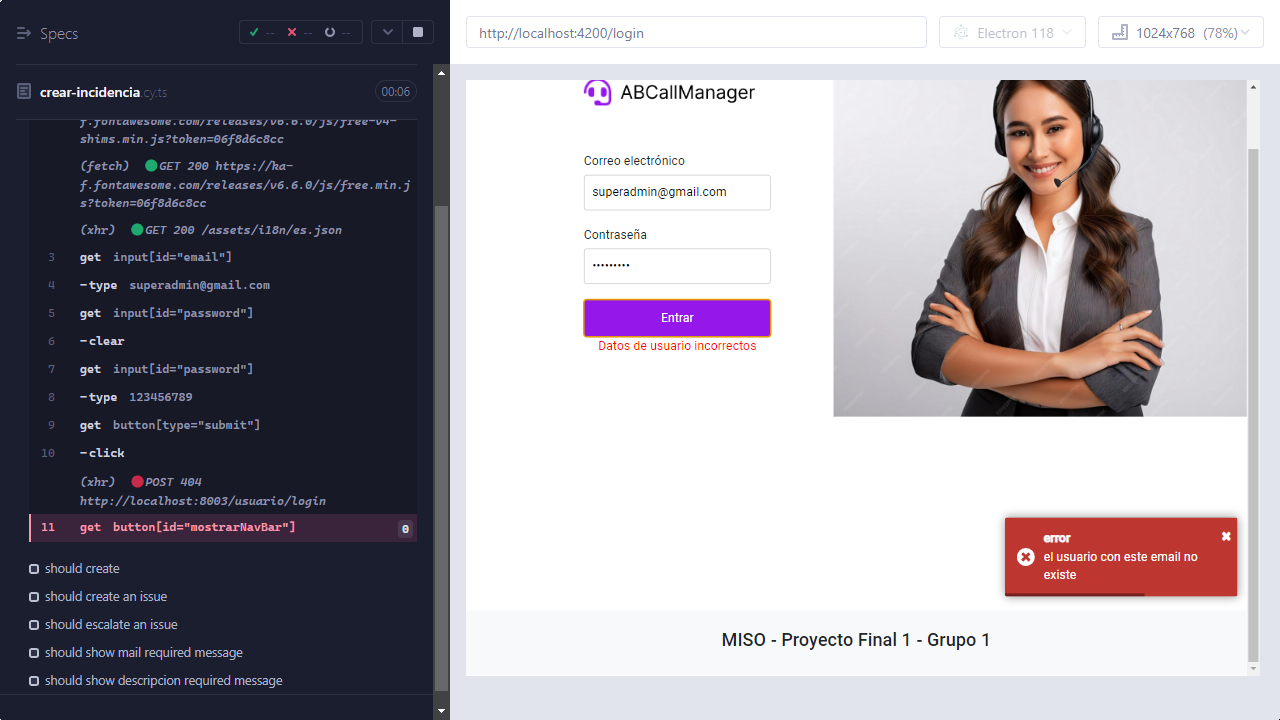 Specs
-- -- --
crear-incidencia.cy.ts 00:06
f.fontawesome.com/releases/v6.6.0/js/free-v4-
shims.min.js?token=06f8d6c8cc
(fetch) GET 200 https://ka-
f.fontawesome.com/releases/v6.6.0/js/free.min.j
s?token=06f8d6c8cc
(xhr) GET 200 /assets/i18n/es.json
3 get input[id="email"]
4 -type superadmin@gmail.com
5 get input[id="password"]
6 -clear
7 get input[id="password"]
8 -type 123456789
9 get button[type="submit"]
10 -click
(xhr) POST 404
http://localhost:8003/usuario/login
11 get button[id="mostrarNavBar"] 0
should create
should create an issue
should escalate an issue
should show mail required message
should show descripcion required message
http://localhost:4200/login
Electron 118
1024x768 (78%)
ABCallManager
Correo electrónico
superadmin@gmail.com
Contraseña
•••••••••
Entrar
Datos de usuario incorrectos
error
el usuario con este email no
existe
MISO - Proyecto Final 1 - Grupo 1